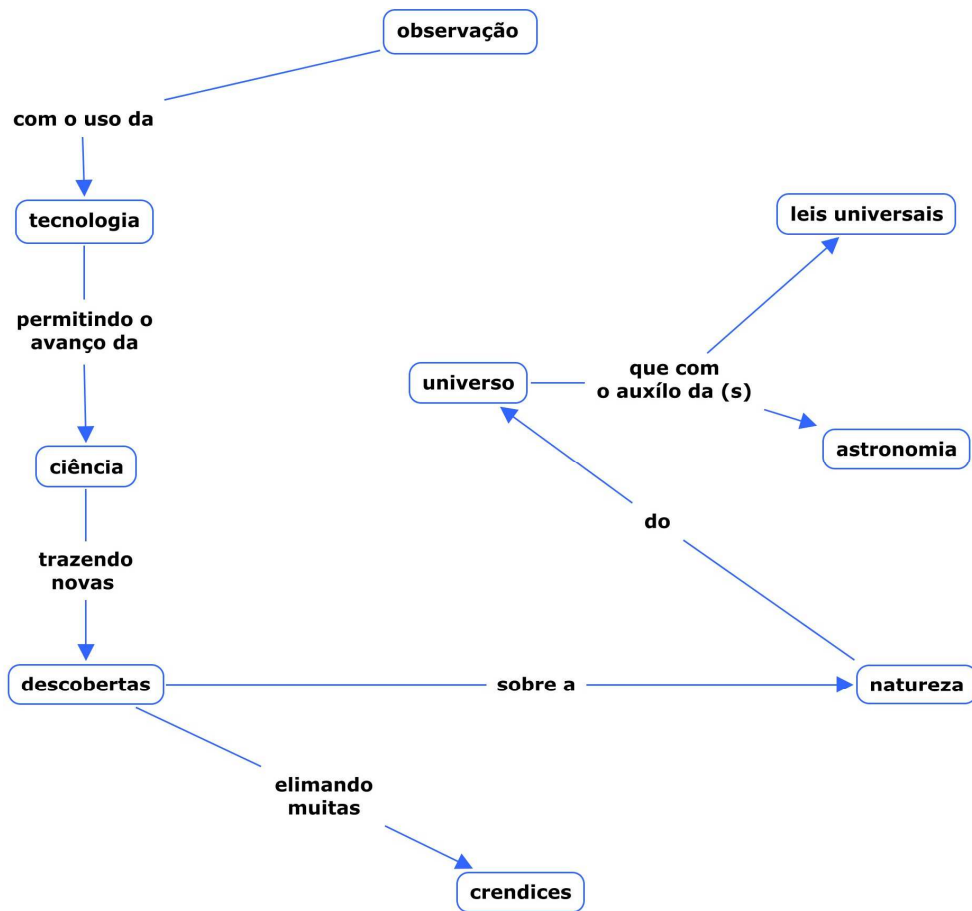 observação
com o uso da
tecnologia
permitindo o
avanço da
ciência
trazendo
novas
descobertas
sobre a
natureza
do
universo
que com
o auxílo da (s)
leis universais
astronomia
elimando
muitas
crendices